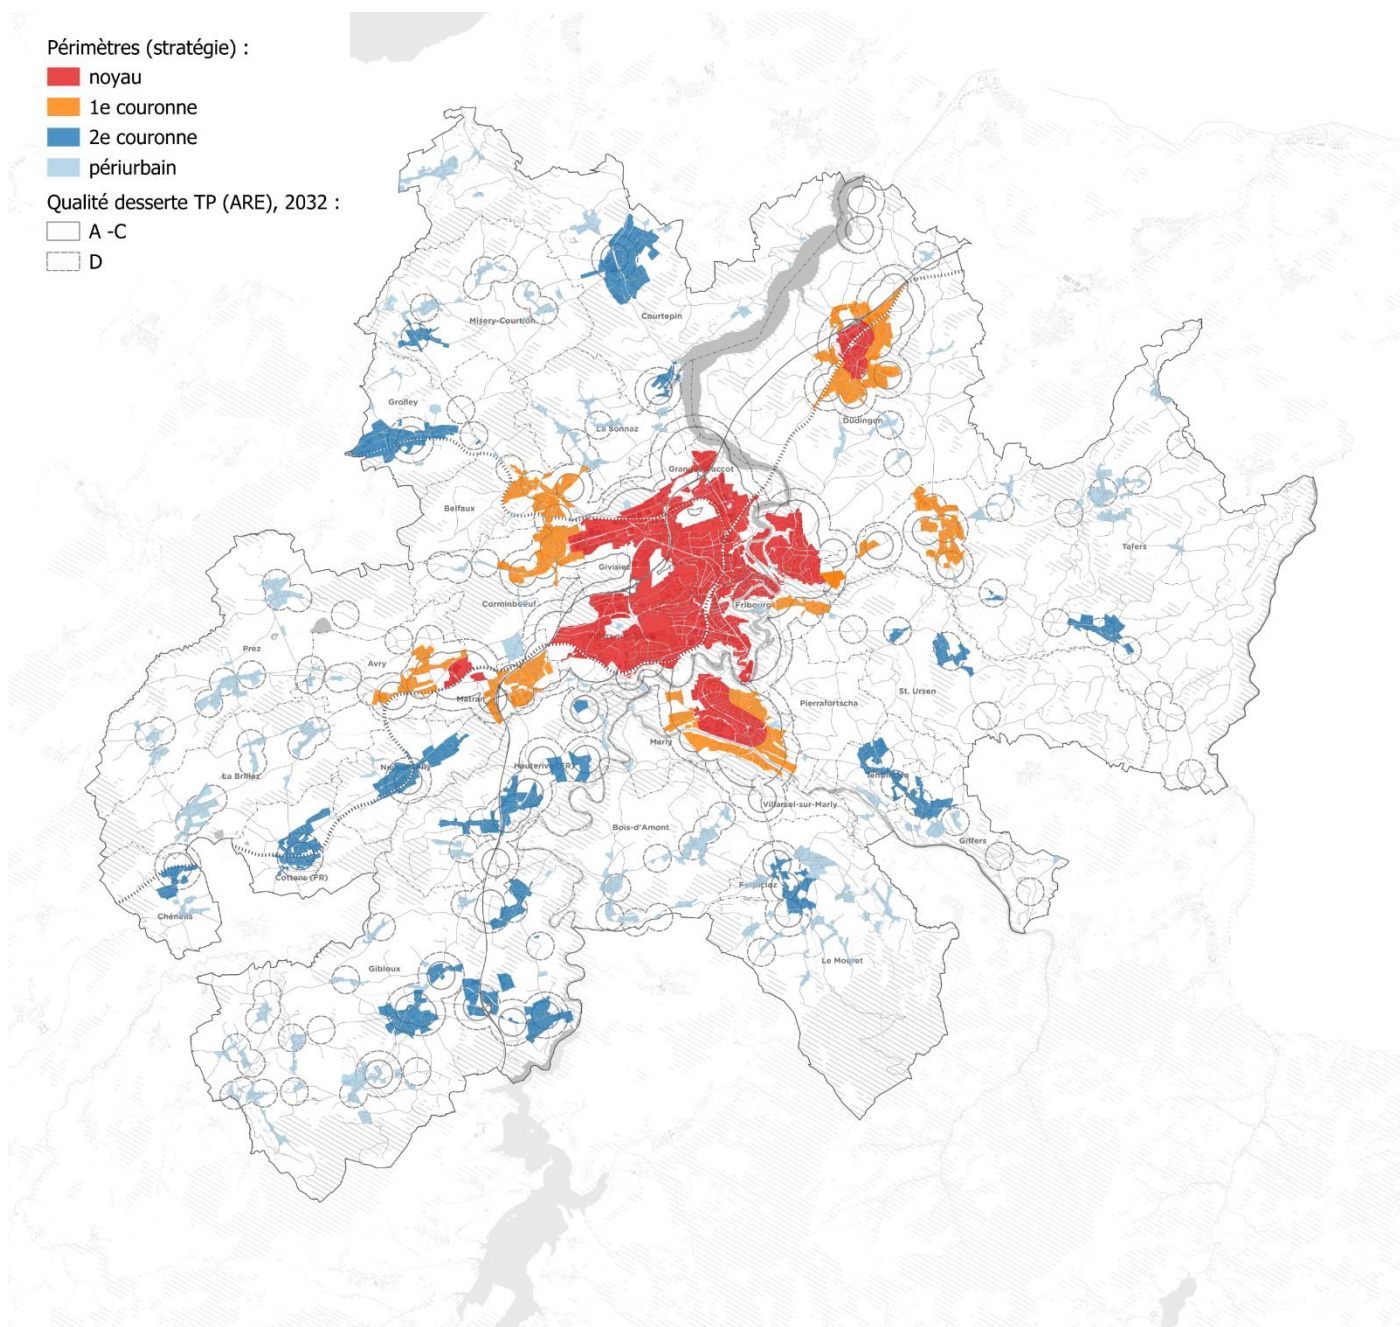 Périmètres (stratégie) :
noyau
1e couronne
2e couronne
périurbain
Qualité desserte TP (ARE), 2032 :
A -C
D
Misery-Courtion
Courtepin
Grolley
La Sonnaz
Düdingen
Belfaux
Tafers
Givisiez
Corminboeuf
Fribourg
Prez
Avry
Matran
St. Ursen
Pierrafortscha
Marly
La Brillaz
Hauterive (FR)
Villarsel-sur-Marly
Bois-d'Amont
Giffers
Cottens (FR)
Chénens
Le Mouret
Gibloux